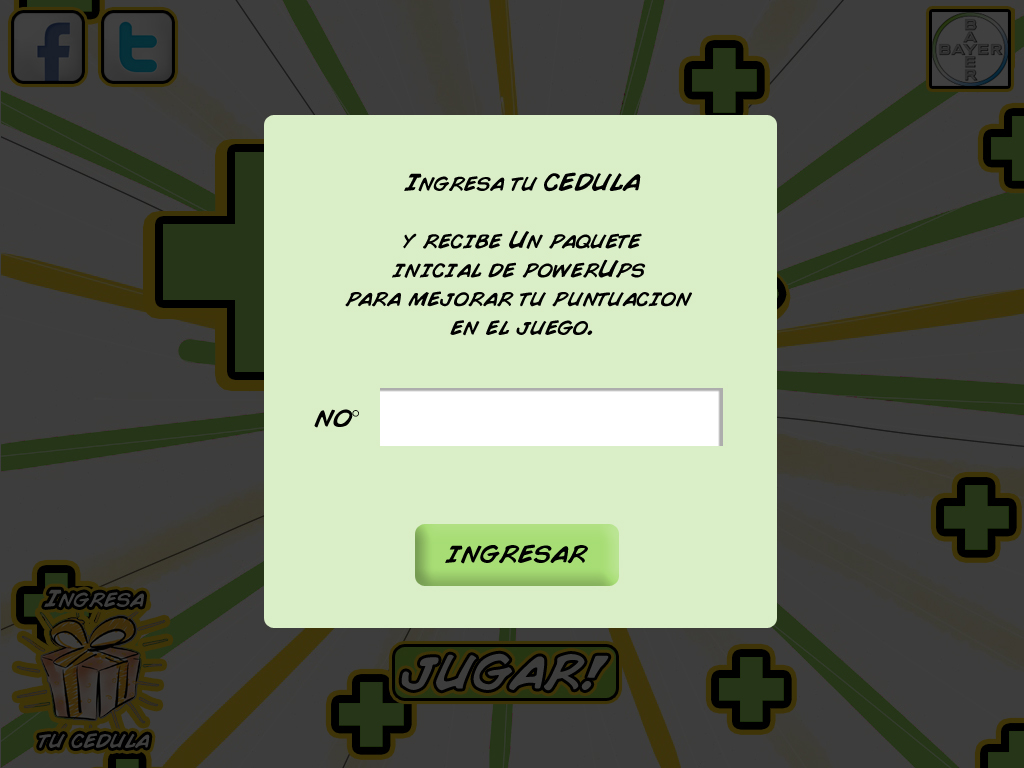 BAYER
BAYER
INGRESA TU CEDULA
Y RECIBE UN PAQUETE
INICIAL DE POWERUPS
PARA MEJORAR TU PUNTUACION
EN EL JUEGO.
NO°
INGRESAR
INGRESA
TU CEDULA
JUGAR!